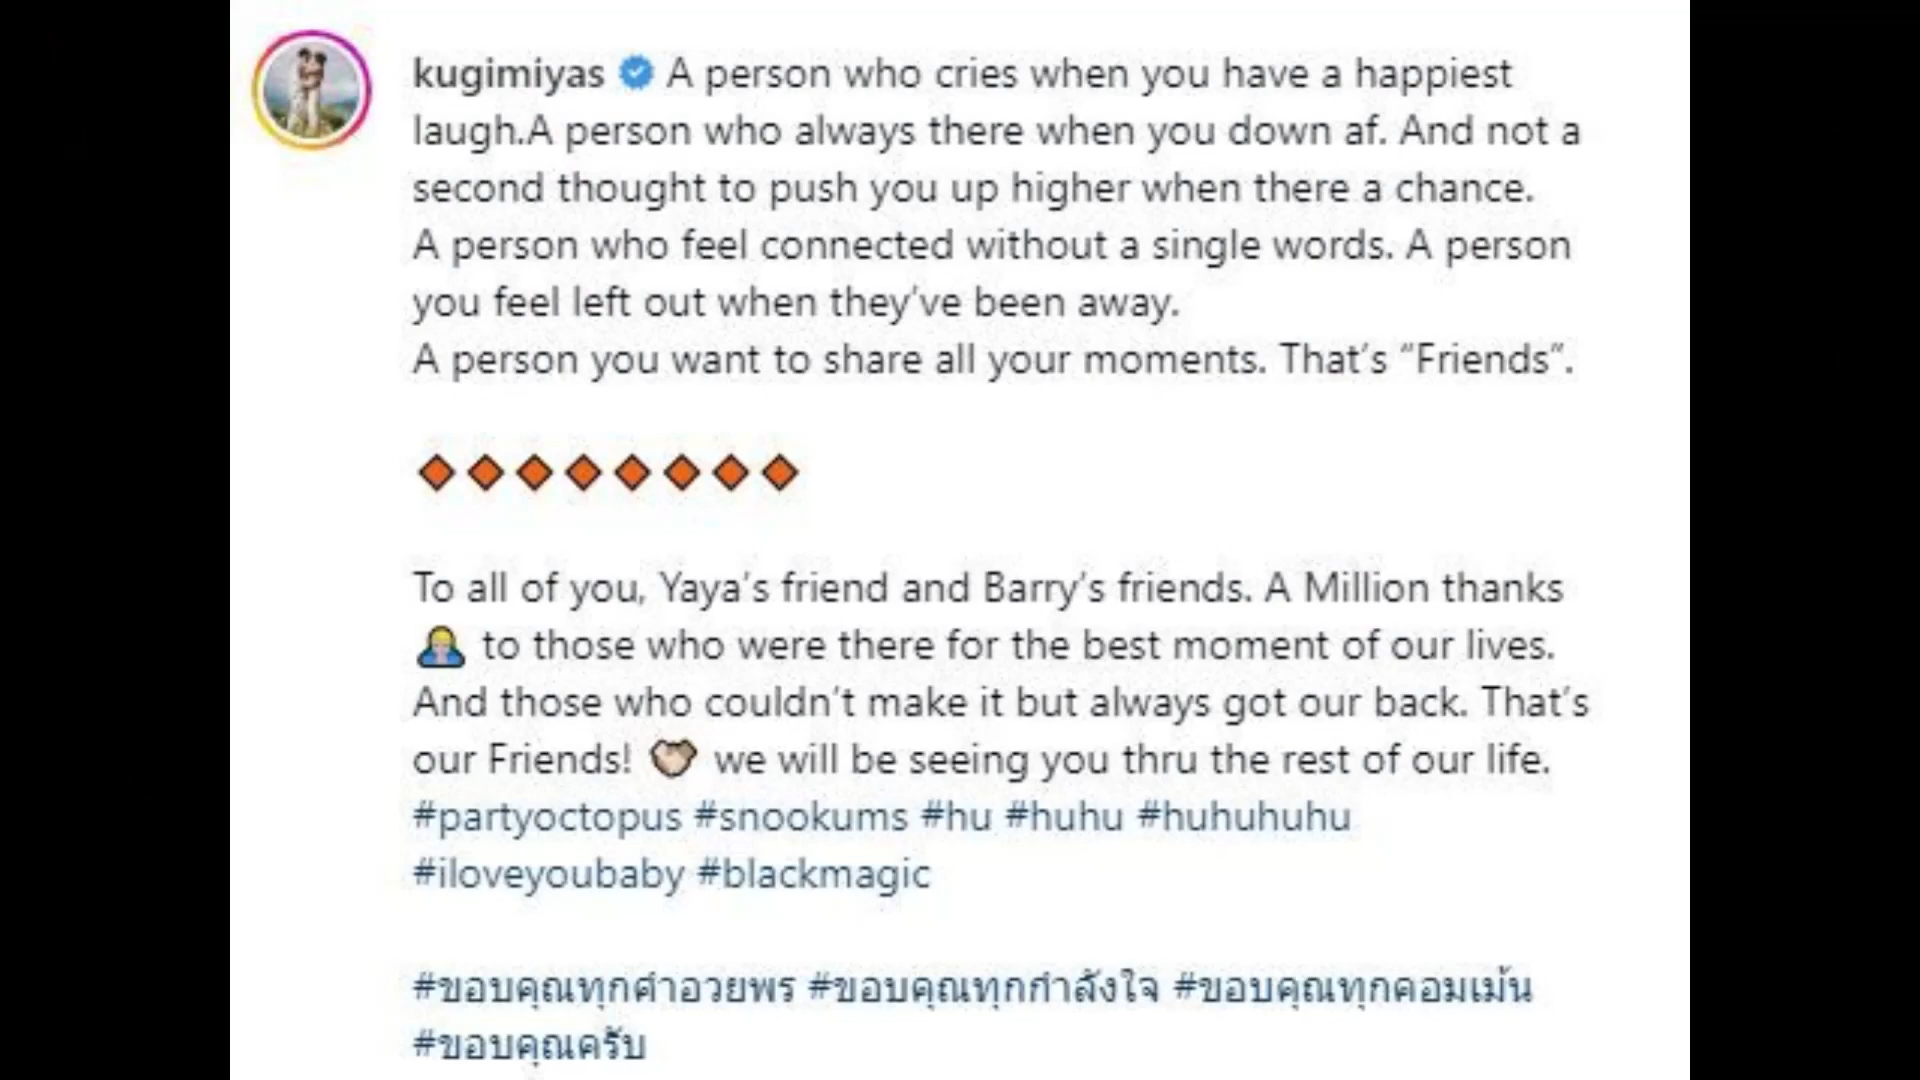 kugimiyas A person who cries when you have a happiest
laugh.A person who always there when you down af. And not a
second thought to push you up higher when there a chance.
A person who feel connected without a single words. A person
you feel left out when they've been away.
A person you want to share all your moments. That's "Friends".
🔸🔸🔸🔸🔸🔸🔸🔸
To all of you, Yaya's friend and Barry's friends. A Million thanks
🙇 to those who were there for the best moment of our lives.
And those who couldn't make it but always got our back. That's
our Friends! 🤝 we will be seeing you thru the rest of our life.
#partyoctopus #snookums #hu #huhu #huhuhuhu
#iloveyoubaby #blackmagic
#ขอบคุณทุกคำอวยพร #ขอบคุณทุกกำลังใจ #ขอบคุณทุกคอมเม้น
#ขอบคุณครับ